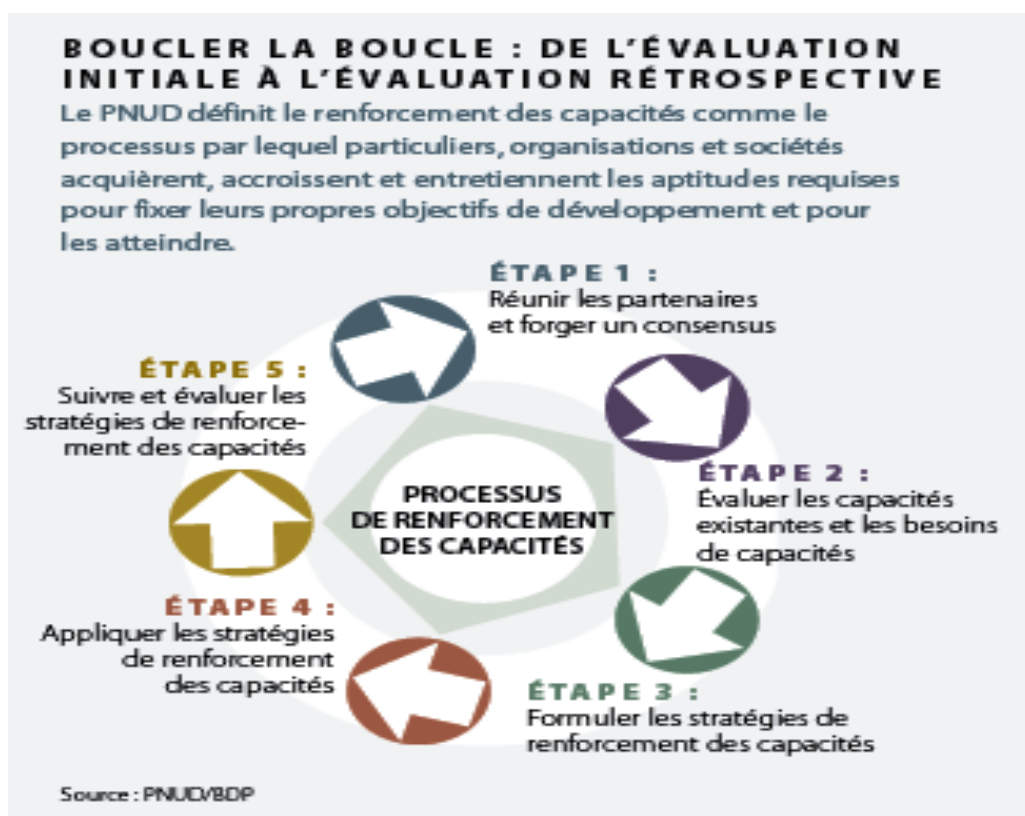 BOUCLER LA BOUCLE : DE L’ÉVALUATION
INITIALE À L’ÉVALUATION RÉTROSPECTIVE
Le PNUD définit le renforcement des capacités comme le
processus par lequel particuliers, organisations et sociétés
acquièrent, accroissent et entretiennent les aptitudes requises
pour fixer leurs propres objectifs de développement et pour
les atteindre.
ÉTAPE 1 :
Réunir les partenaires
et forger un consensus
ÉTAPE 2 :
Évaluer les capacités
existantes et les besoins
de capacités
ÉTAPE 3 :
Formuler les stratégies de
renforcement des capacités
ÉTAPE 4 :
Appliquer les stratégies
de renforcement
des capacités
ÉTAPE 5 :
Suivre et évaluer les
stratégies de renforce-
ment des capacités
PROCESSUS
DE RENFORCEMENT
DES CAPACITÉS
Source : PNUD/BDP